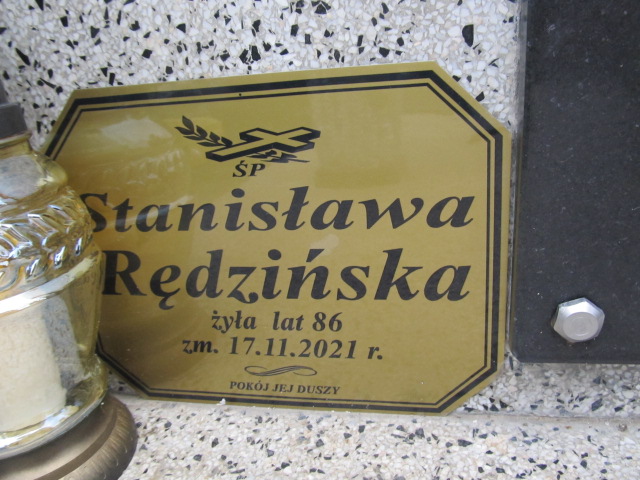 ŚP
Stanisława
Rędzińska
żyła lat 86
zm. 17.11.2021 r.
POKÓJ JEJ DUSZY